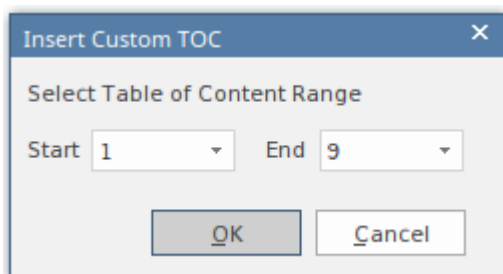 Insert Custom TOC
Select Table of Content Range
Start 1 End 9
OK Cancel